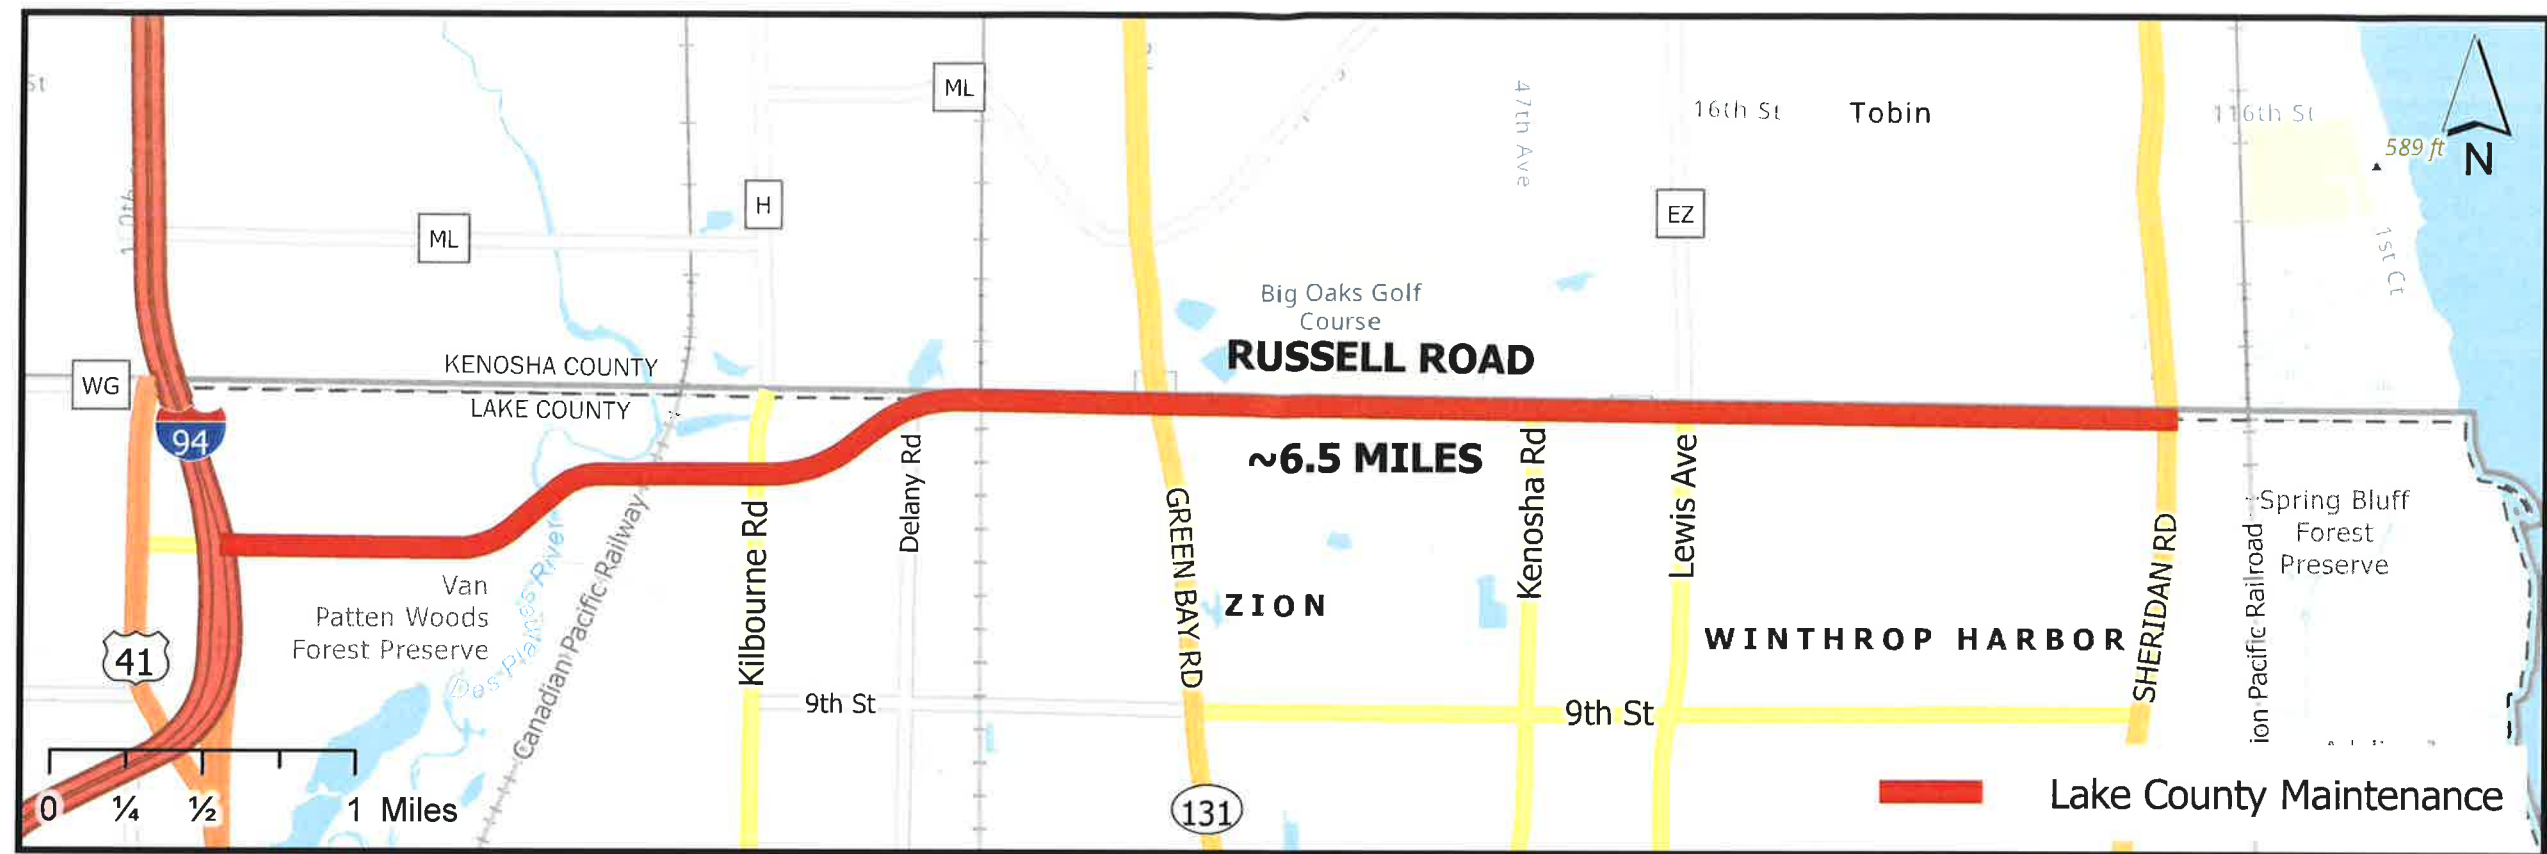 St
ML
47th Ave
16th St
Tobin
116th St
589 ft
N
H
EZ
ML
1st Ct
Big Oaks Golf
Course
KENOSHA COUNTY
RUSSELL ROAD
WG
LAKE COUNTY
94
~6.5 MILES
Delany Rd
Kenosha Rd
Lewis Ave
GREEN BAY RD
Kilbourne Rd
SHERIDAN RD
Spring Bluff
Forest
Preserve
Van
Patten Woods
Forest Preserve
Des Plaines River
Canadian Pacific Railway
ZION
WINTHROP HARBOR
ion Pacific Railroad
41
9th St
9th St
131
0 ¼ ½ 1 Miles
Lake County Maintenance